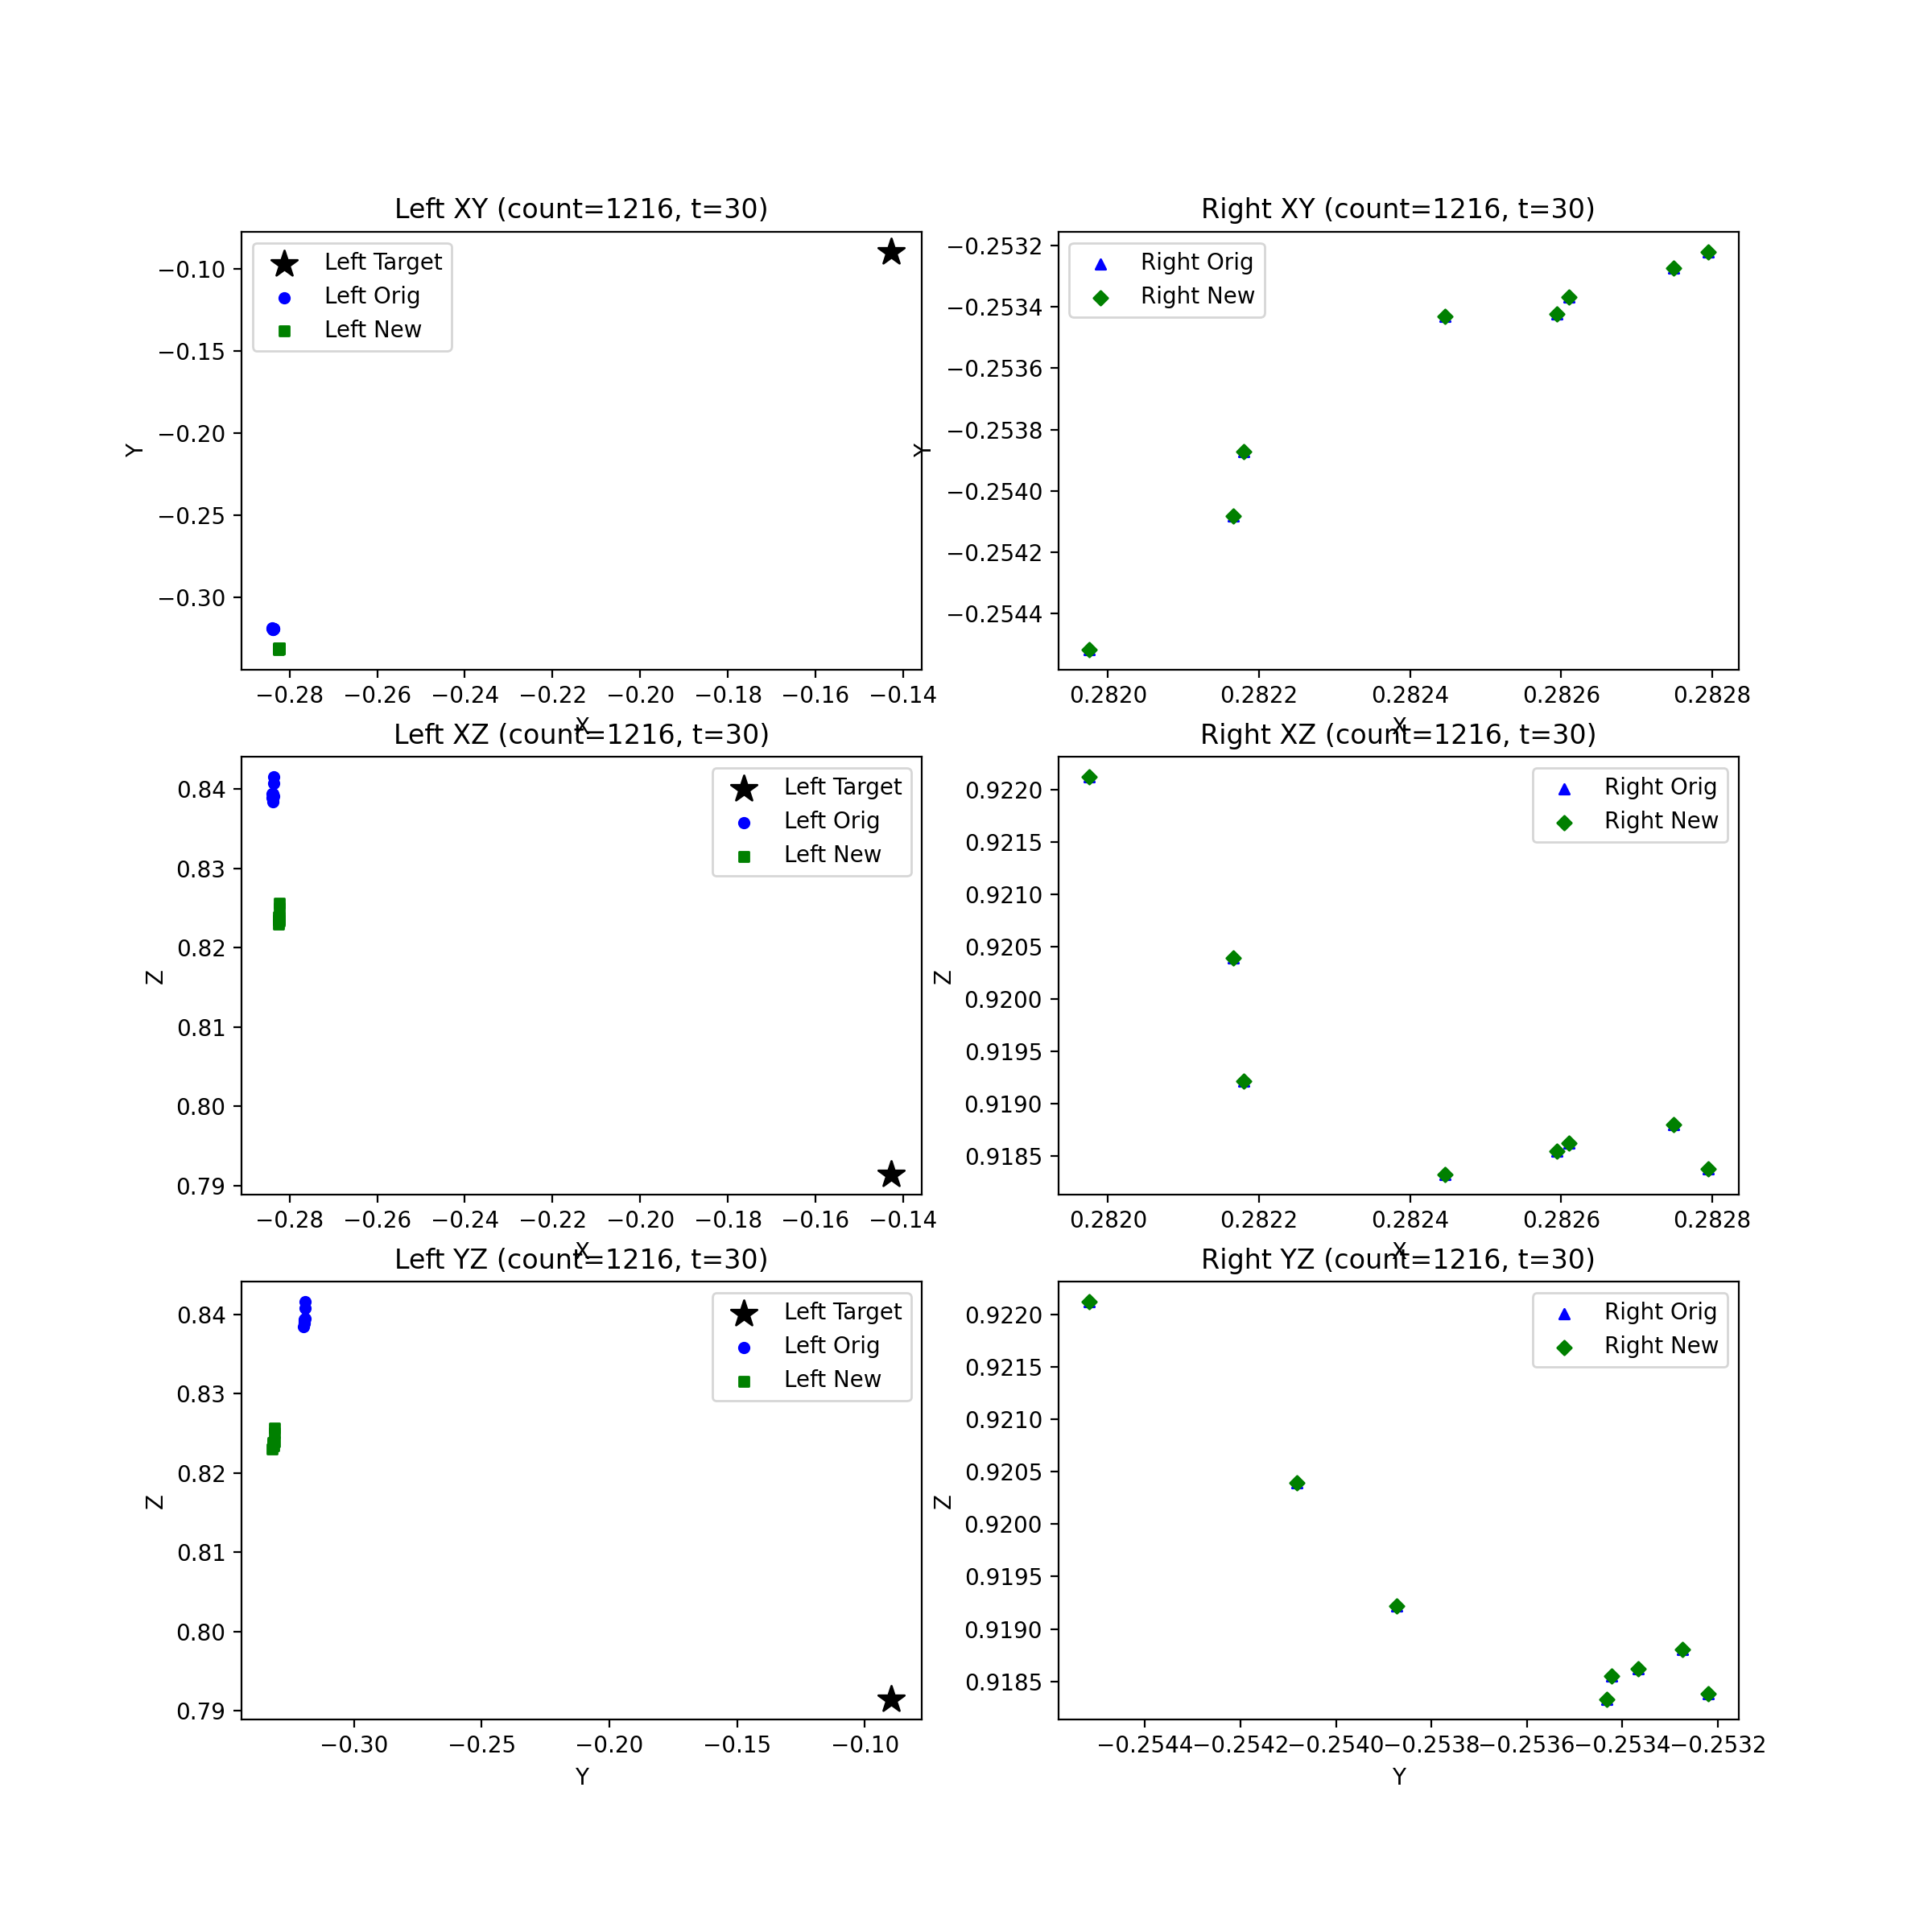 Left XY (count=1216, t=30)
Left Target
Left Orig
Left New
−0.10
−0.15
−0.20
−0.25
−0.30
Y
−0.28 −0.26 −0.24 −0.22 −0.20 −0.18 −0.16 −0.14
X
Right XY (count=1216, t=30)
Right Orig
Right New
−0.2532
−0.2534
−0.2536
−0.2538
−0.2540
−0.2542
−0.2544
Y
0.2820 0.2822 0.2824 0.2826 0.2828
X
Left XZ (count=1216, t=30)
Left Target
Left Orig
Left New
0.84
0.83
0.82
0.81
0.80
0.79
Z
−0.28 −0.26 −0.24 −0.22 −0.20 −0.18 −0.16 −0.14
X
Right XZ (count=1216, t=30)
Right Orig
Right New
0.9220
0.9215
0.9210
0.9205
0.9200
0.9195
0.9190
0.9185
Z
0.2820 0.2822 0.2824 0.2826 0.2828
X
Left YZ (count=1216, t=30)
Left Target
Left Orig
Left New
0.84
0.83
0.82
0.81
0.80
0.79
Z
−0.30 −0.25 −0.20 −0.15 −0.10
Y
Right YZ (count=1216, t=30)
Right Orig
Right New
0.9220
0.9215
0.9210
0.9205
0.9200
0.9195
0.9190
0.9185
Z
−0.2544 −0.2542 −0.2540 −0.2538 −0.2536 −0.2534 −0.2532
Y